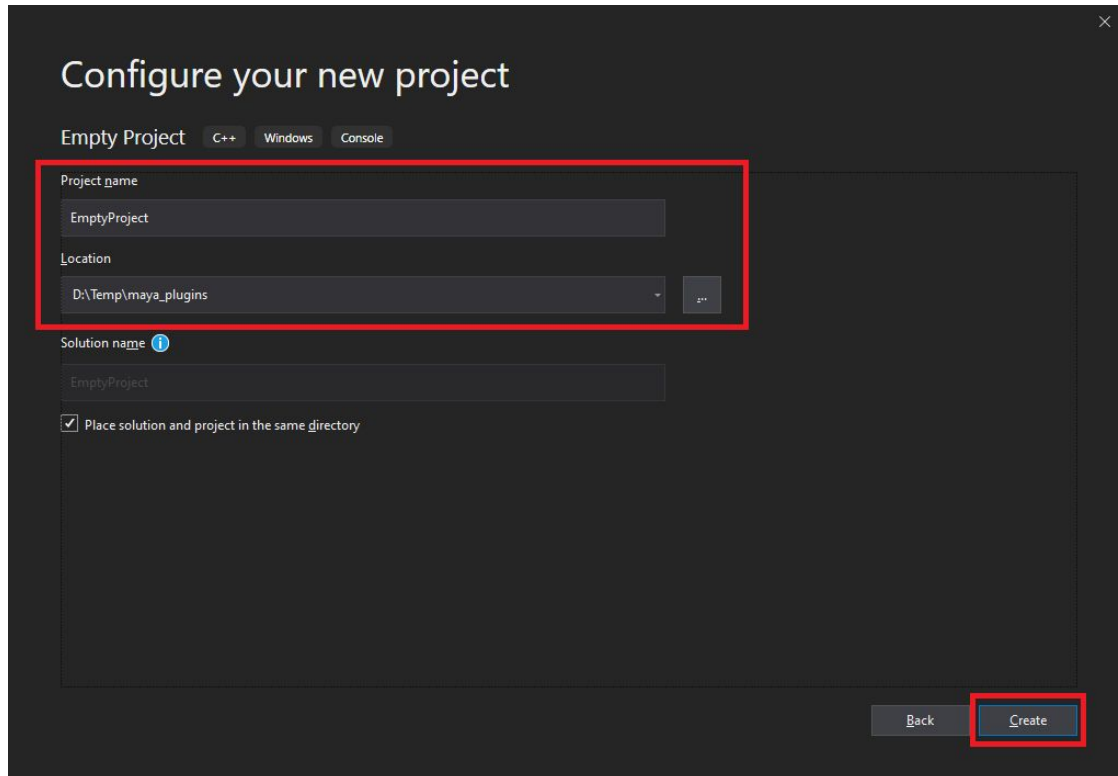 Configure your new project
Empty Project C++ Windows Console
Project name
EmptyProject
Location
D:\Temp\maya_plugins
...
Solution name
EmptyProject
Place solution and project in the same directory
Back Create